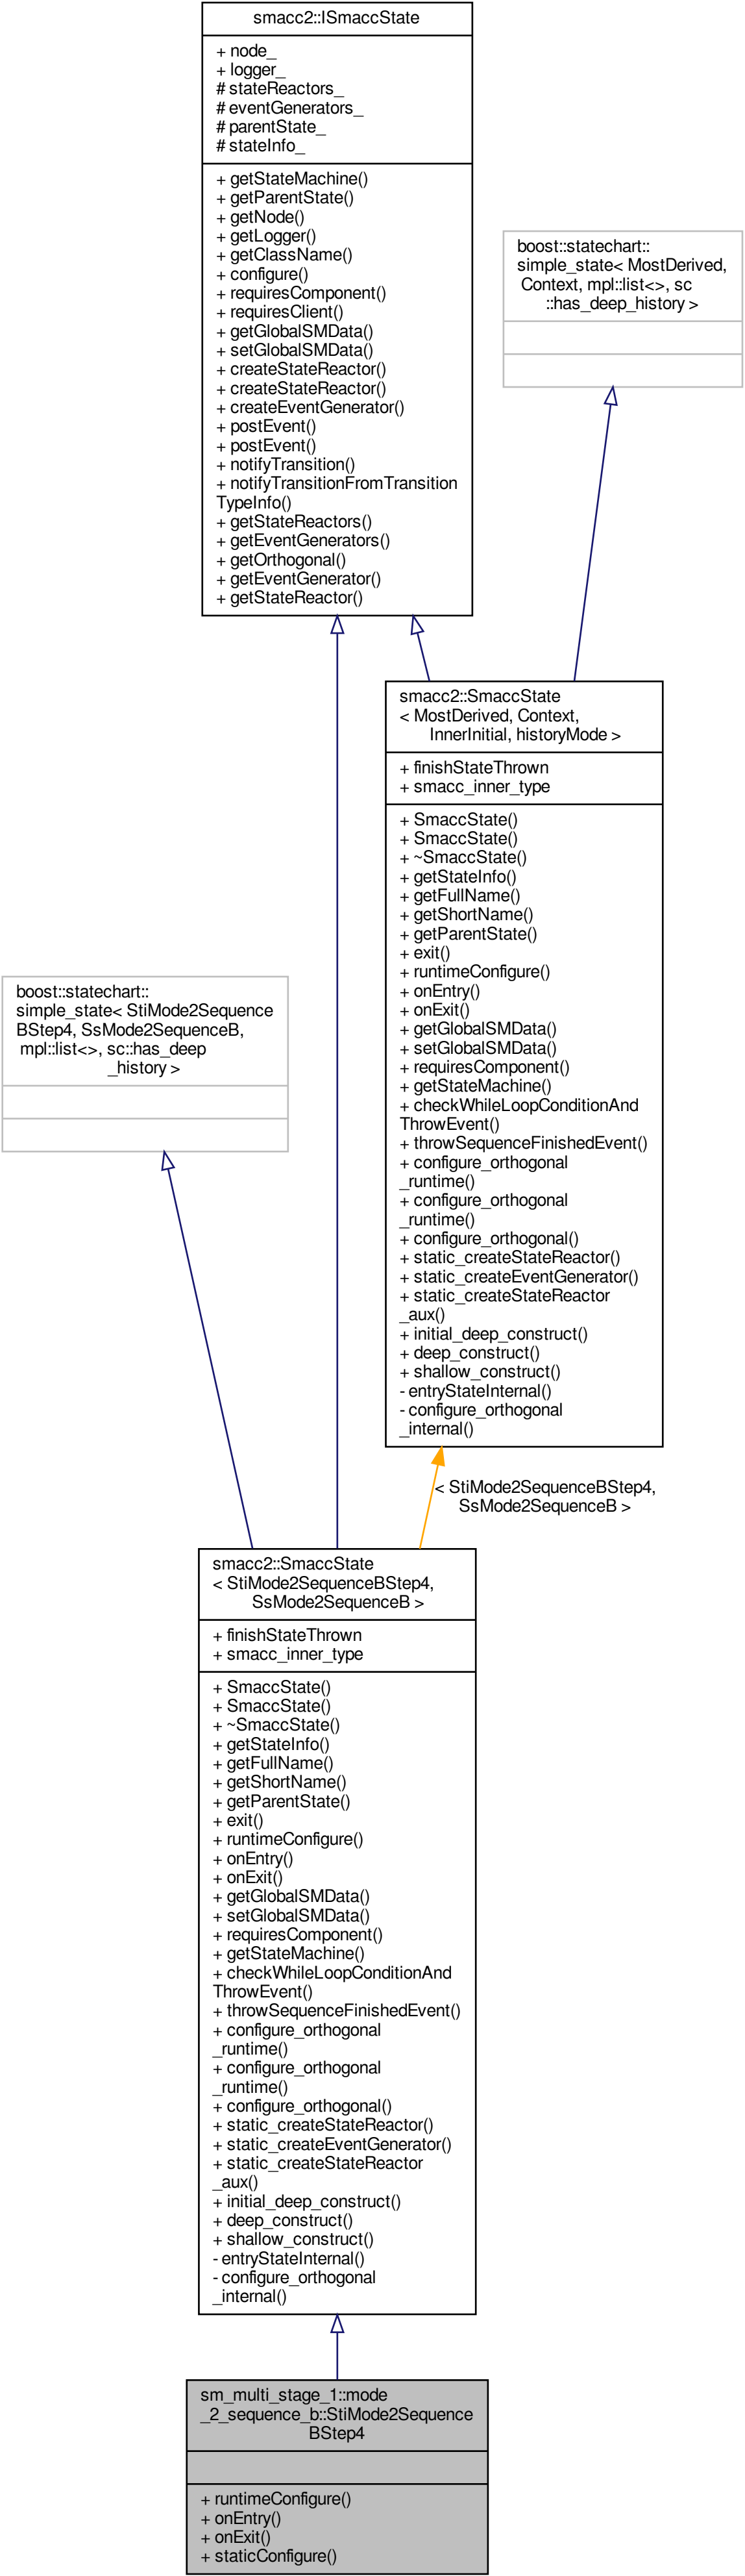 smacc2::ISmaccState
+ node_
+ logger_
# stateReactors_
# eventGenerators_
# parentState_
# stateInfo_
+ getStateMachine()
+ getParentState()
+ getNode()
+ getLogger()
+ getClassName()
+ configure()
+ requiresComponent()
+ requiresClient()
+ getGlobalSMData()
+ setGlobalSMData()
+ createStateReactor()
+ createStateReactor()
+ createEventGenerator()
+ postEvent()
+ postEvent()
+ notifyTransition()
+ notifyTransitionFromTransition
TypeInfo()
+ getStateReactors()
+ getEventGenerators()
+ getOrthogonal()
+ getEventGenerator()
+ getStateReactor()
boost::statechart::
simple_state< MostDerived,
Context, mpl::list<>, sc
::has_deep_history >
smacc2::SmaccState
< MostDerived, Context,
InnerInitial, historyMode >
+ finishStateThrown
+ smacc_inner_type
+ SmaccState()
+ SmaccState()
+ ~SmaccState()
+ getStateInfo()
+ getFullName()
+ getShortName()
+ getParentState()
+ exit()
+ runtimeConfigure()
+ onEntry()
+ onExit()
+ getGlobalSMData()
+ setGlobalSMData()
+ requiresComponent()
+ getStateMachine()
+ checkWhileLoopConditionAnd
ThrowEvent()
+ throwSequenceFinishedEvent()
+ configure_orthogonal
_runtime()
+ configure_orthogonal
_runtime()
+ configure_orthogonal()
+ static_createStateReactor()
+ static_createEventGenerator()
+ static_createStateReactor
_aux()
+ initial_deep_construct()
+ deep_construct()
+ shallow_construct()
- entryStateInternal()
- configure_orthogonal
_internal()
boost::statechart::
simple_state< StiMode2Sequence
BStep4, SsMode2SequenceB,
mpl::list<>, sc::has_deep
_history >
< StiMode2SequenceBStep4,
SsMode2SequenceB >
smacc2::SmaccState
< StiMode2SequenceBStep4,
SsMode2SequenceB >
+ finishStateThrown
+ smacc_inner_type
+ SmaccState()
+ SmaccState()
+ ~SmaccState()
+ getStateInfo()
+ getFullName()
+ getShortName()
+ getParentState()
+ exit()
+ runtimeConfigure()
+ onEntry()
+ onExit()
+ getGlobalSMData()
+ setGlobalSMData()
+ requiresComponent()
+ getStateMachine()
+ checkWhileLoopConditionAnd
ThrowEvent()
+ throwSequenceFinishedEvent()
+ configure_orthogonal
_runtime()
+ configure_orthogonal
_runtime()
+ configure_orthogonal()
+ static_createStateReactor()
+ static_createEventGenerator()
+ static_createStateReactor
_aux()
+ initial_deep_construct()
+ deep_construct()
+ shallow_construct()
- entryStateInternal()
- configure_orthogonal
_internal()
sm_multi_stage_1::mode
_2_sequence_b::StiMode2Sequence
BStep4
+ runtimeConfigure()
+ onEntry()
+ onExit()
+ staticConfigure()